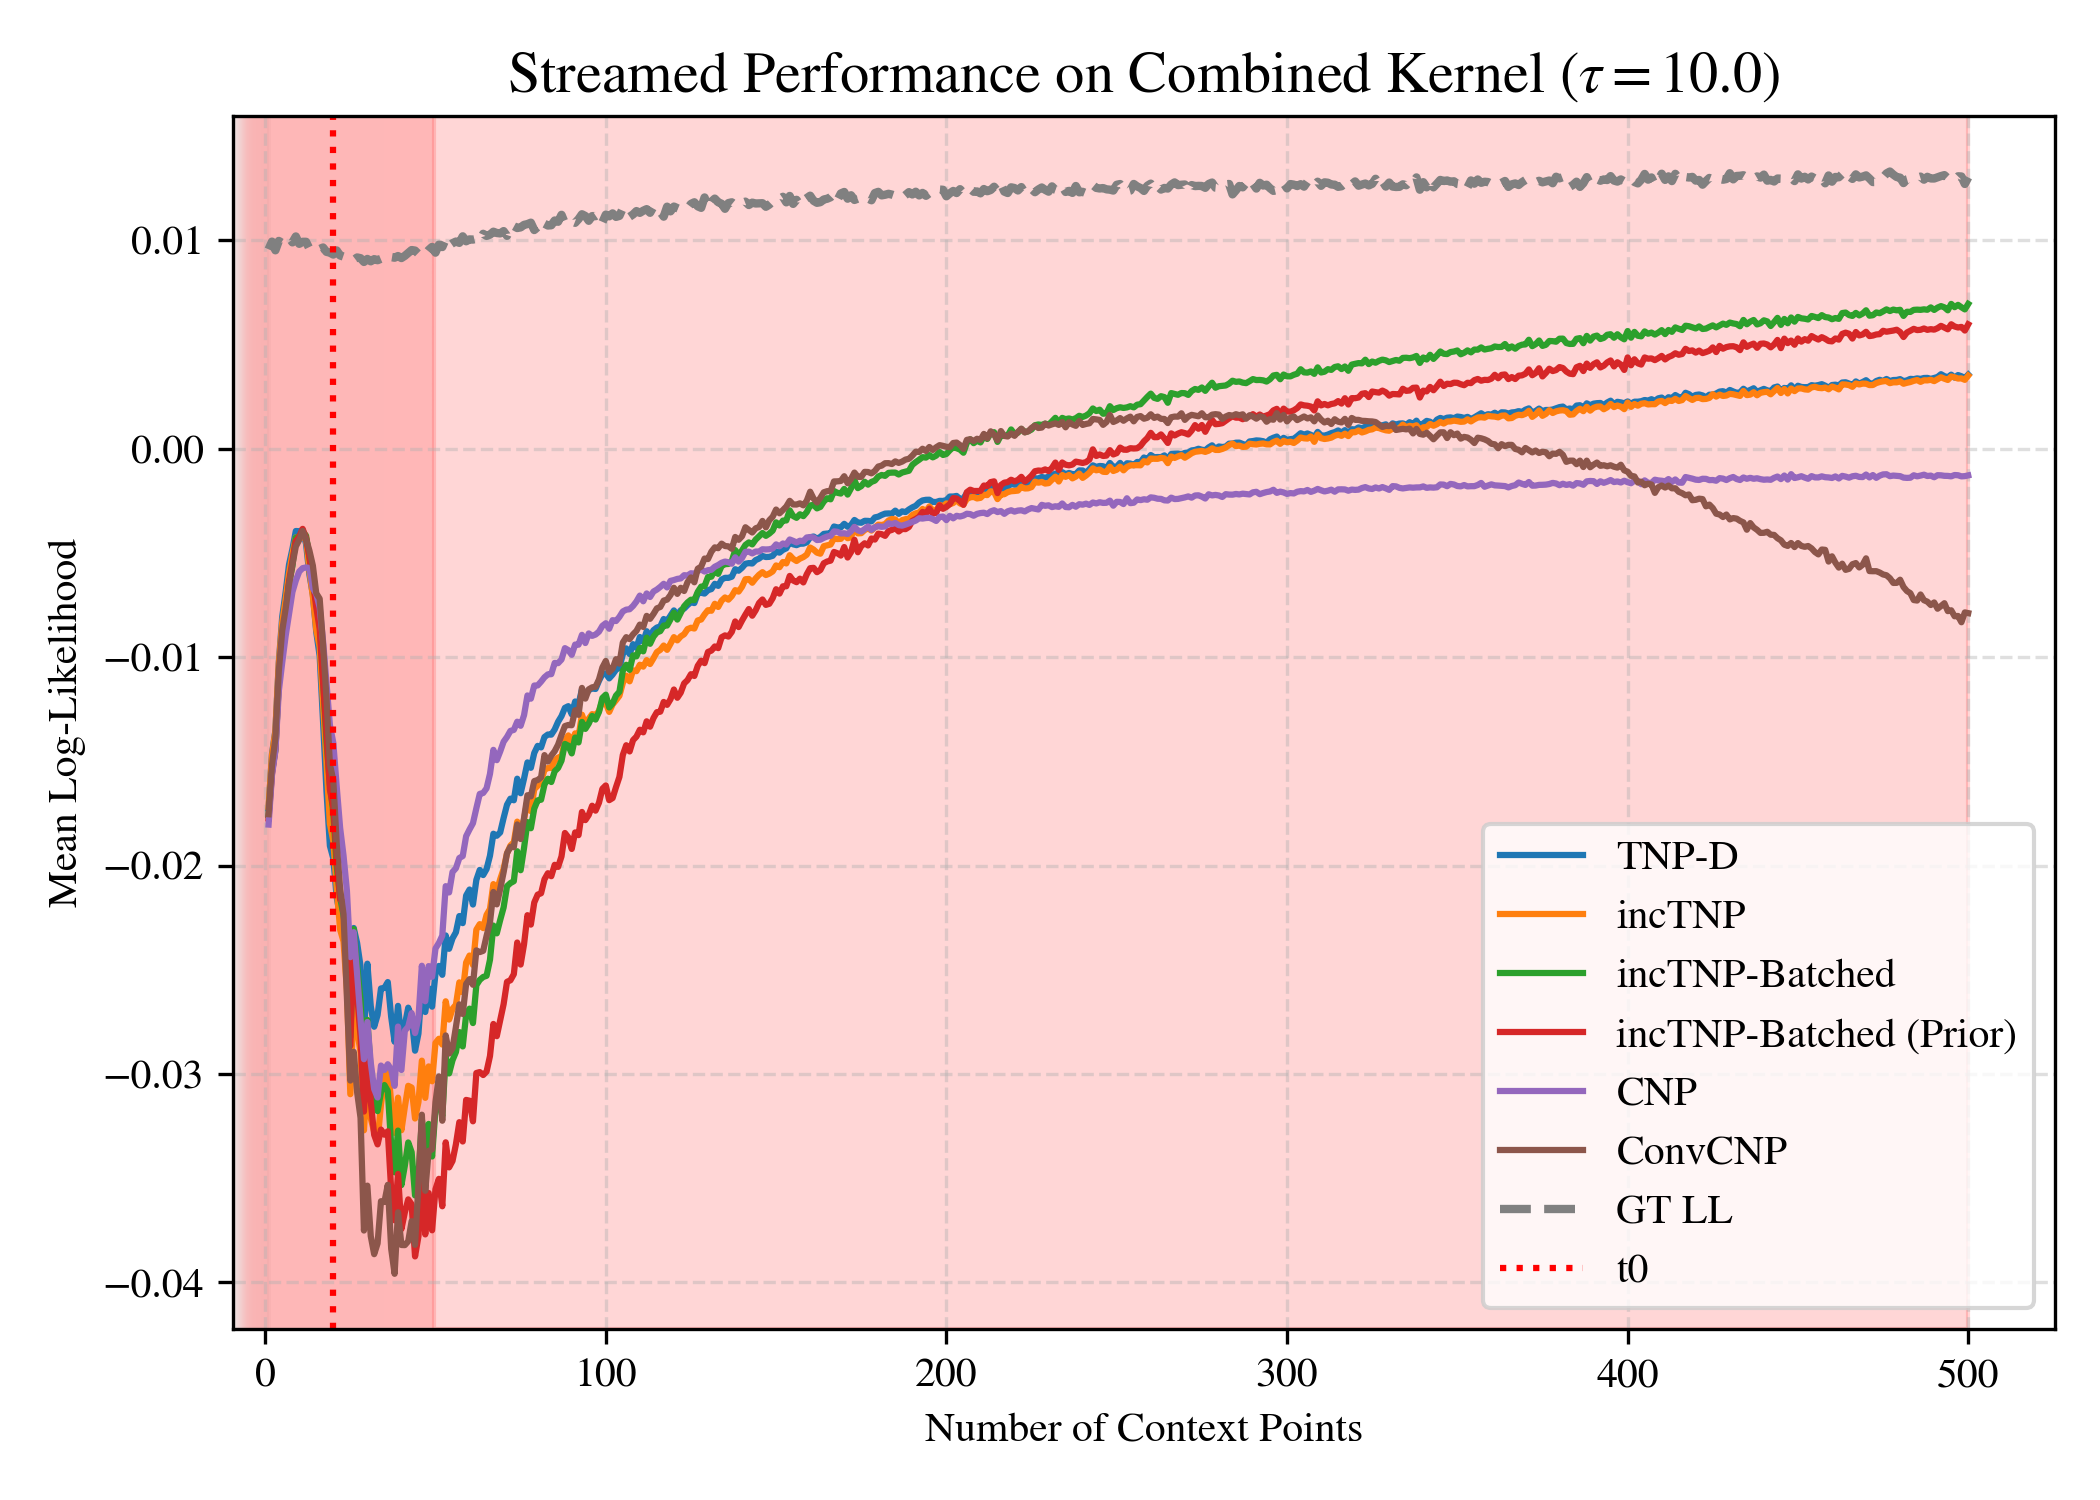 Streamed Performance on Combined Kernel (τ = 10.0)
Mean Log-Likelihood
0.01
0.00
−0.01
−0.02
−0.03
−0.04
0
100
200
300
400
500
Number of Context Points
TNP-D
incTNP
incTNP-Batched
incTNP-Batched (Prior)
CNP
ConvCNP
GT LL
t0